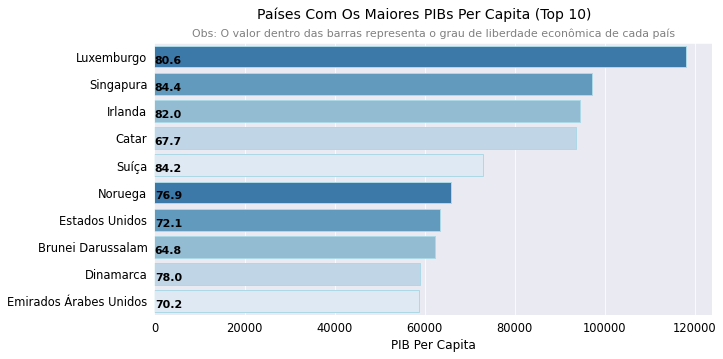 Países Com Os Maiores PIBs Per Capita (Top 10)
Obs: O valor dentro das barras representa o grau de liberdade econômica de cada país
Luxemburgo 80.6
Singapura 84.4
Irlanda 82.0
Catar 67.7
Suíça 84.2
Noruega 76.9
Estados Unidos 72.1
Brunei Darussalam 64.8
Dinamarca 78.0
Emirados Árabes Unidos 70.2
0 20000 40000 60000 80000 100000 120000
PIB Per Capita